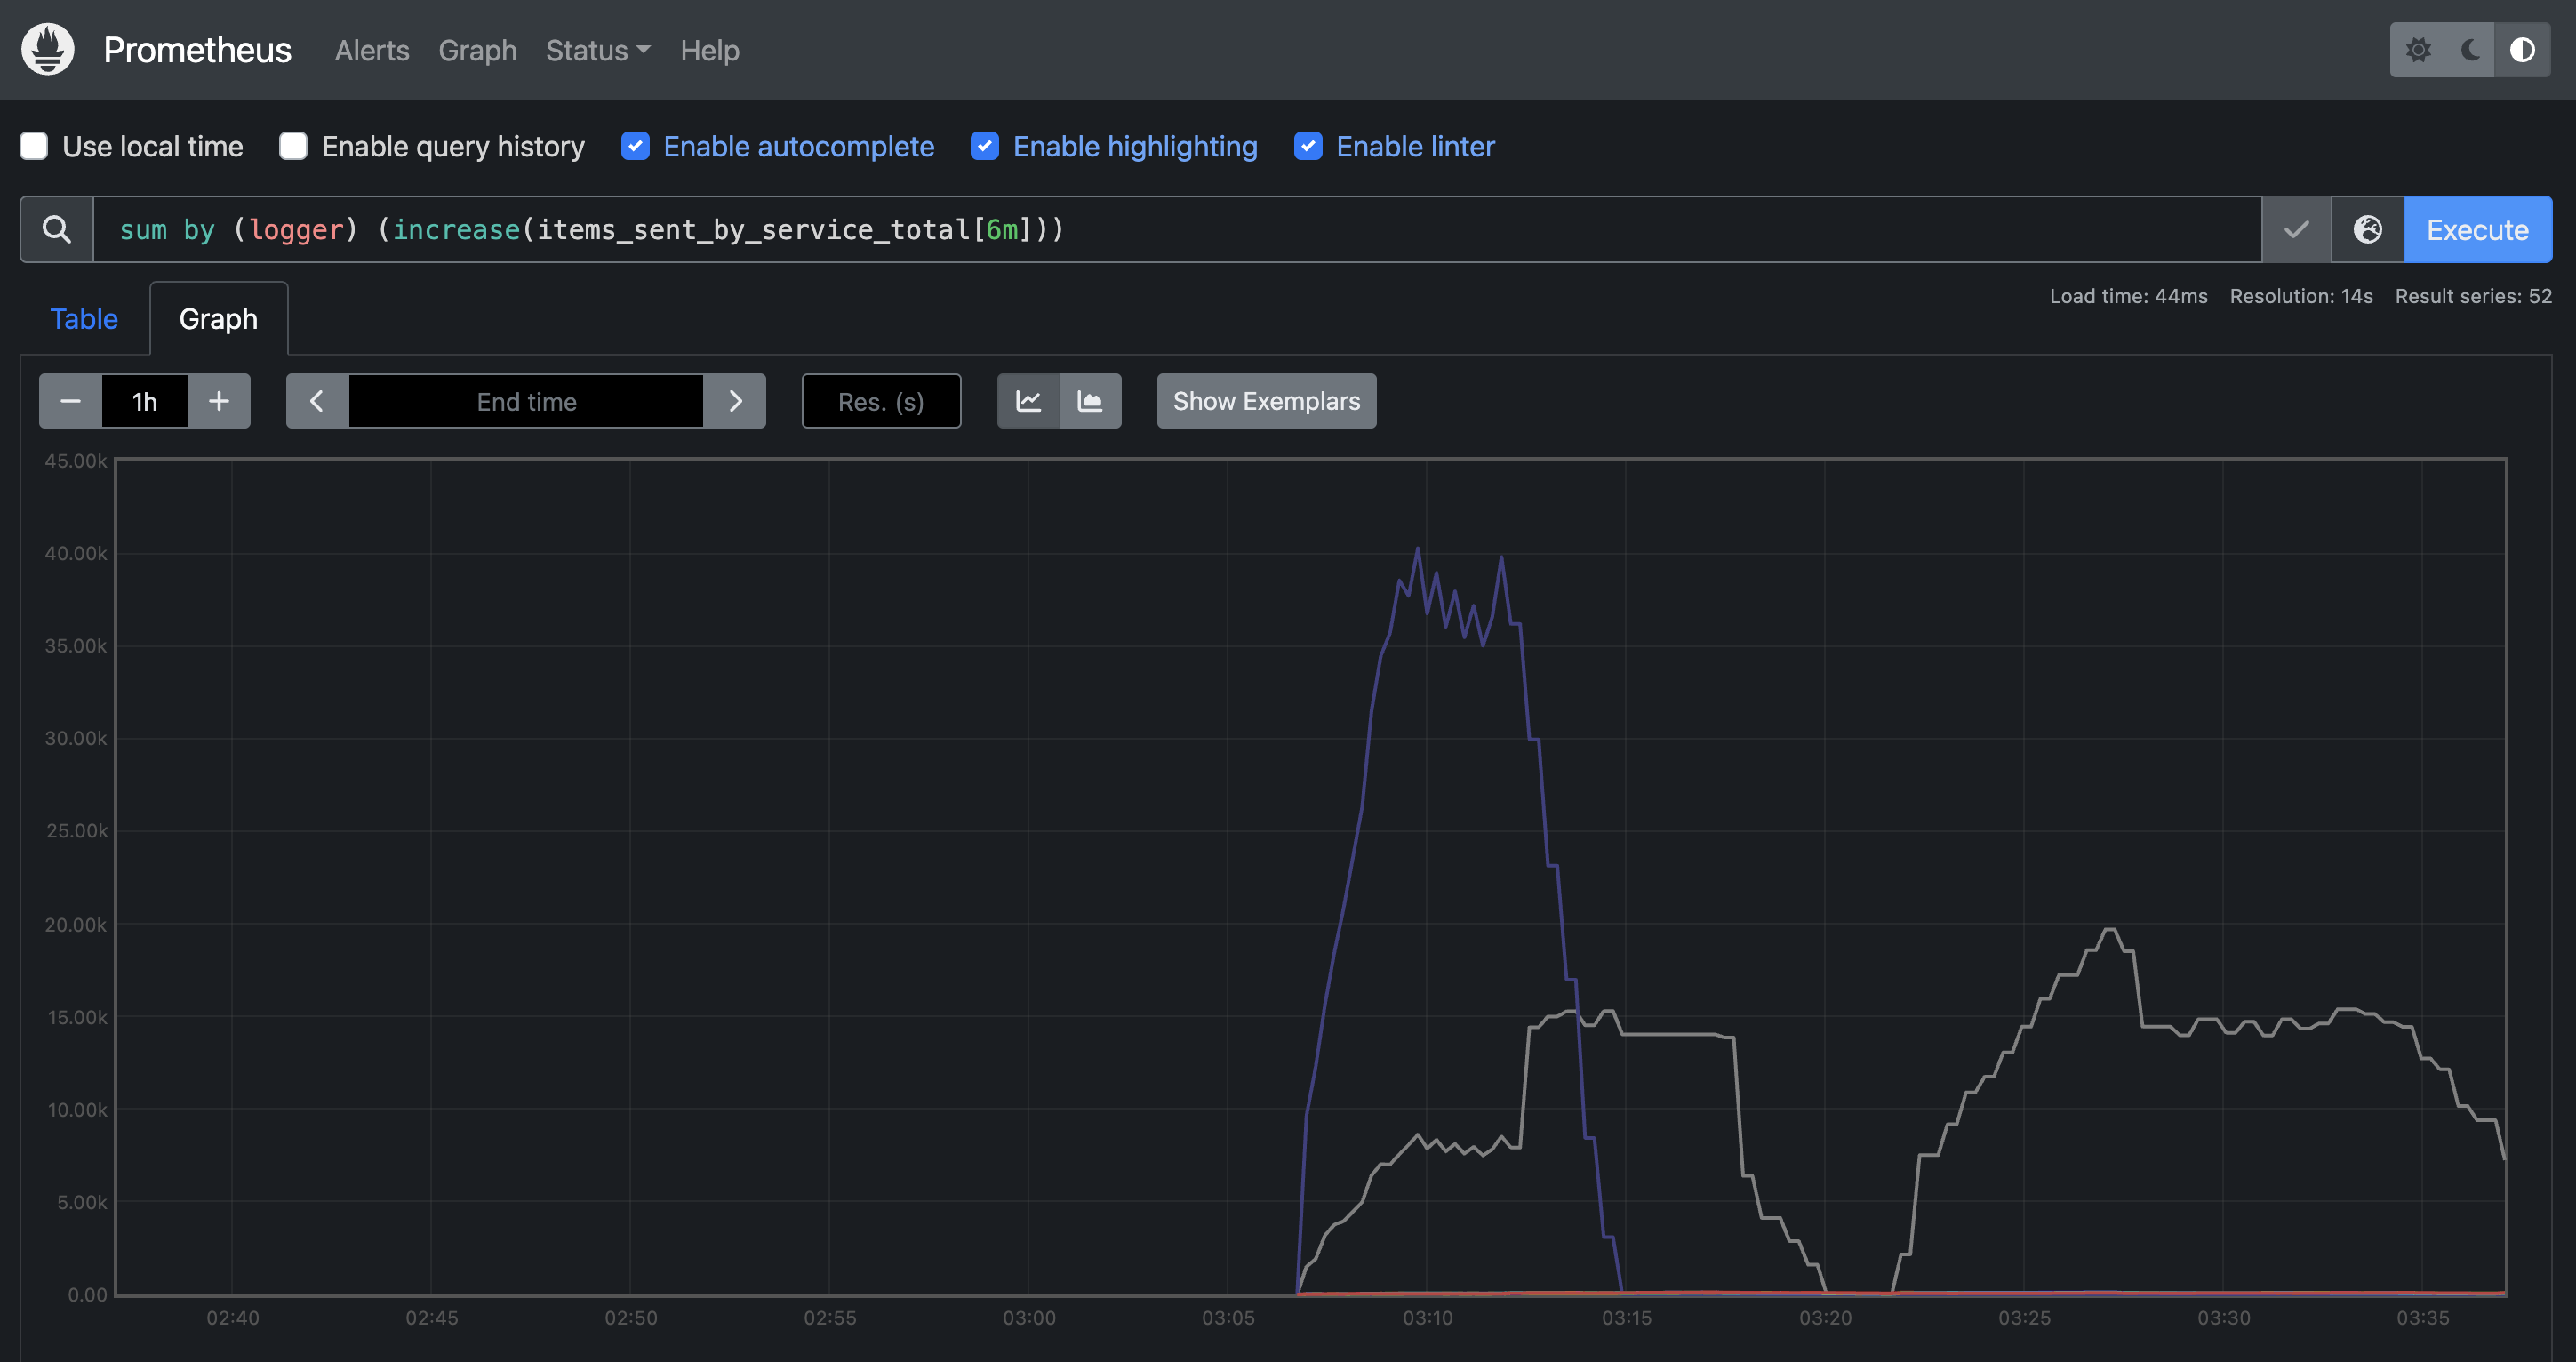 Prometheus Alerts Graph Status Help
Use local time Enable query history Enable autocomplete Enable highlighting Enable linter
sum by (logger) (increase(items_sent_by_service_total[6m])) Execute
Load time: 44ms Resolution: 14s Result series: 52
Table Graph
1h End time Res. (s) Show Exemplars
45.00k
40.00k
35.00k
30.00k
25.00k
20.00k
15.00k
10.00k
5.00k
0.00
02:40 02:45 02:50 02:55 03:00 03:05 03:10 03:15 03:20 03:25 03:30 03:35